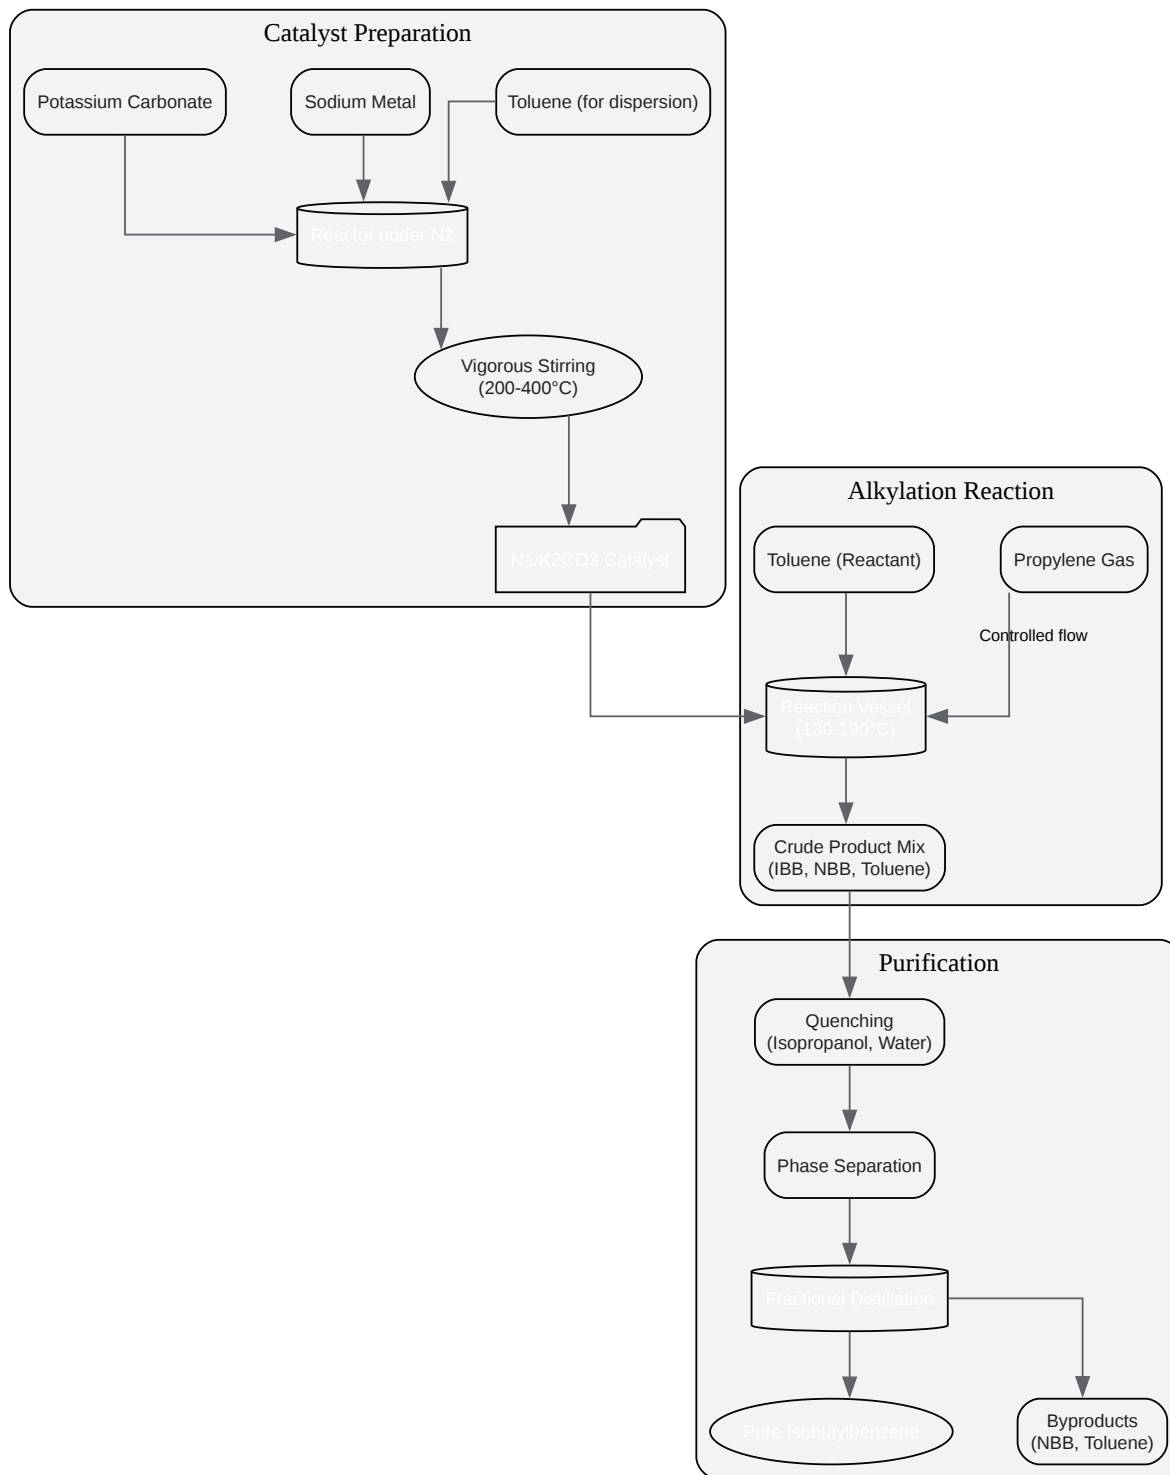 Catalyst Preparation
Potassium Carbonate
Sodium Metal
Toluene (for dispersion)
Reactor under N2
Vigorous Stirring
(200-400°C)
Na/K2CO3 Catalyst
Alkylation Reaction
Toluene (Reactant)
Propylene Gas
Controlled flow
Reaction Vessel
(130-190°C)
Crude Product Mix
(IBB, NBB, Toluene)
Purification
Quenching
(Isopropanol, Water)
Phase Separation
Fractional Distillation
Pure Isobutylbenzene
Byproducts
(NBB, Toluene)